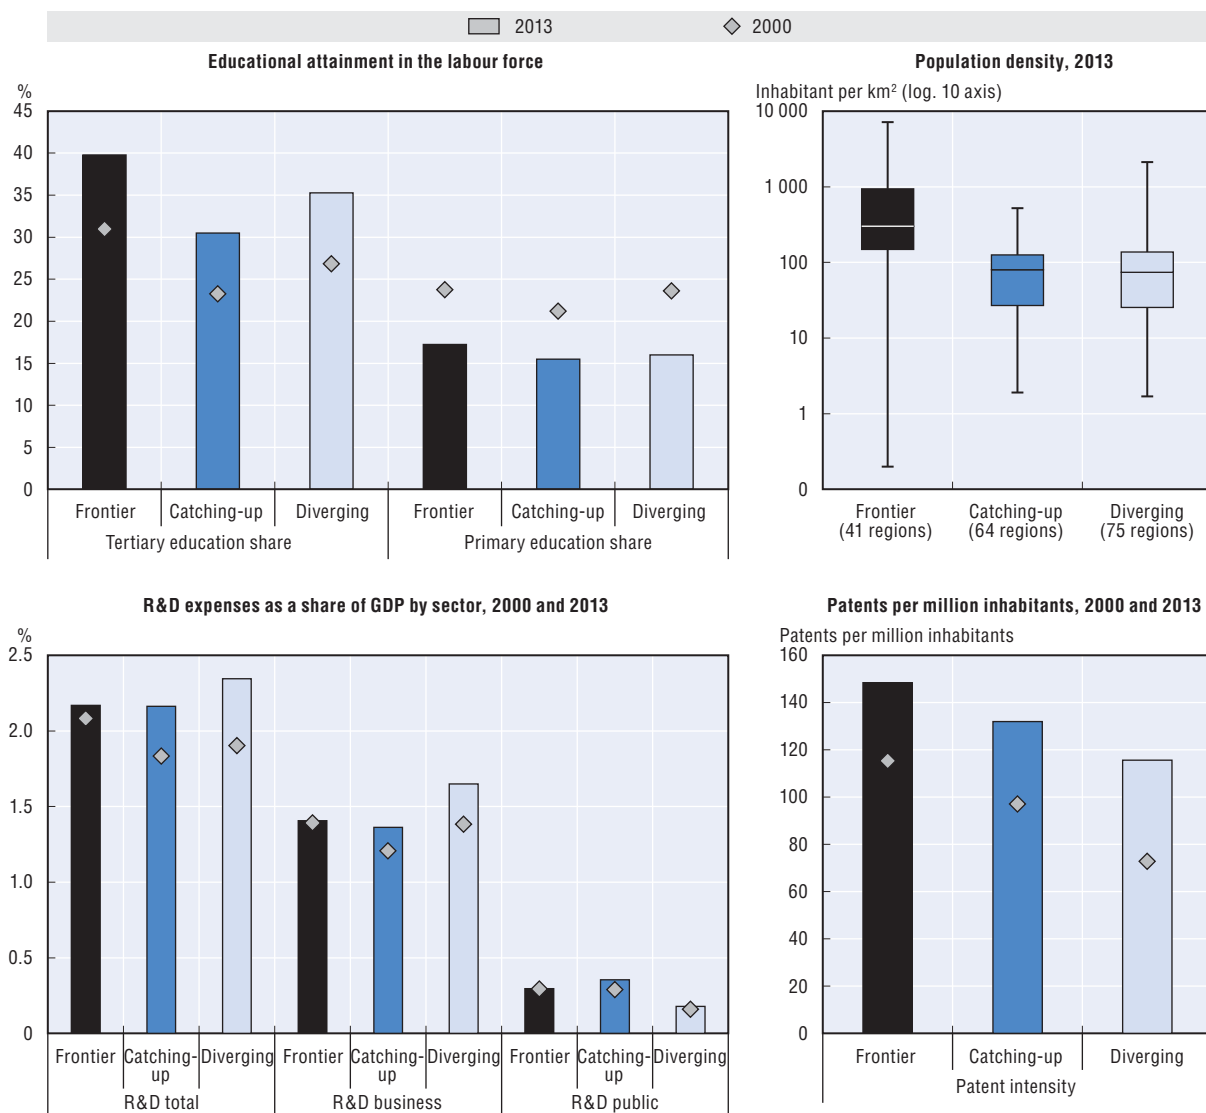 2013
2000
Educational attainment in the labour force
%
45
40
35
30
25
20
15
10
5
0
Frontier Catching-up Diverging Frontier Catching-up Diverging
Tertiary education share Primary education share
Population density, 2013
Inhabitant per km² (log. 10 axis)
10 000
1 000
100
10
1
0
Frontier Catching-up Diverging
(41 regions) (64 regions) (75 regions)
R&D expenses as a share of GDP by sector, 2000 and 2013
%
2.5
2.0
1.5
1.0
0.5
0
Frontier Catching- Diverging Frontier Catching- Diverging Frontier Catching- Diverging
up up up
R&D total R&D business R&D public
Patents per million inhabitants, 2000 and 2013
Patents per million inhabitants
160
140
120
100
80
60
40
20
0
Frontier Catching-up Diverging
Patent intensity